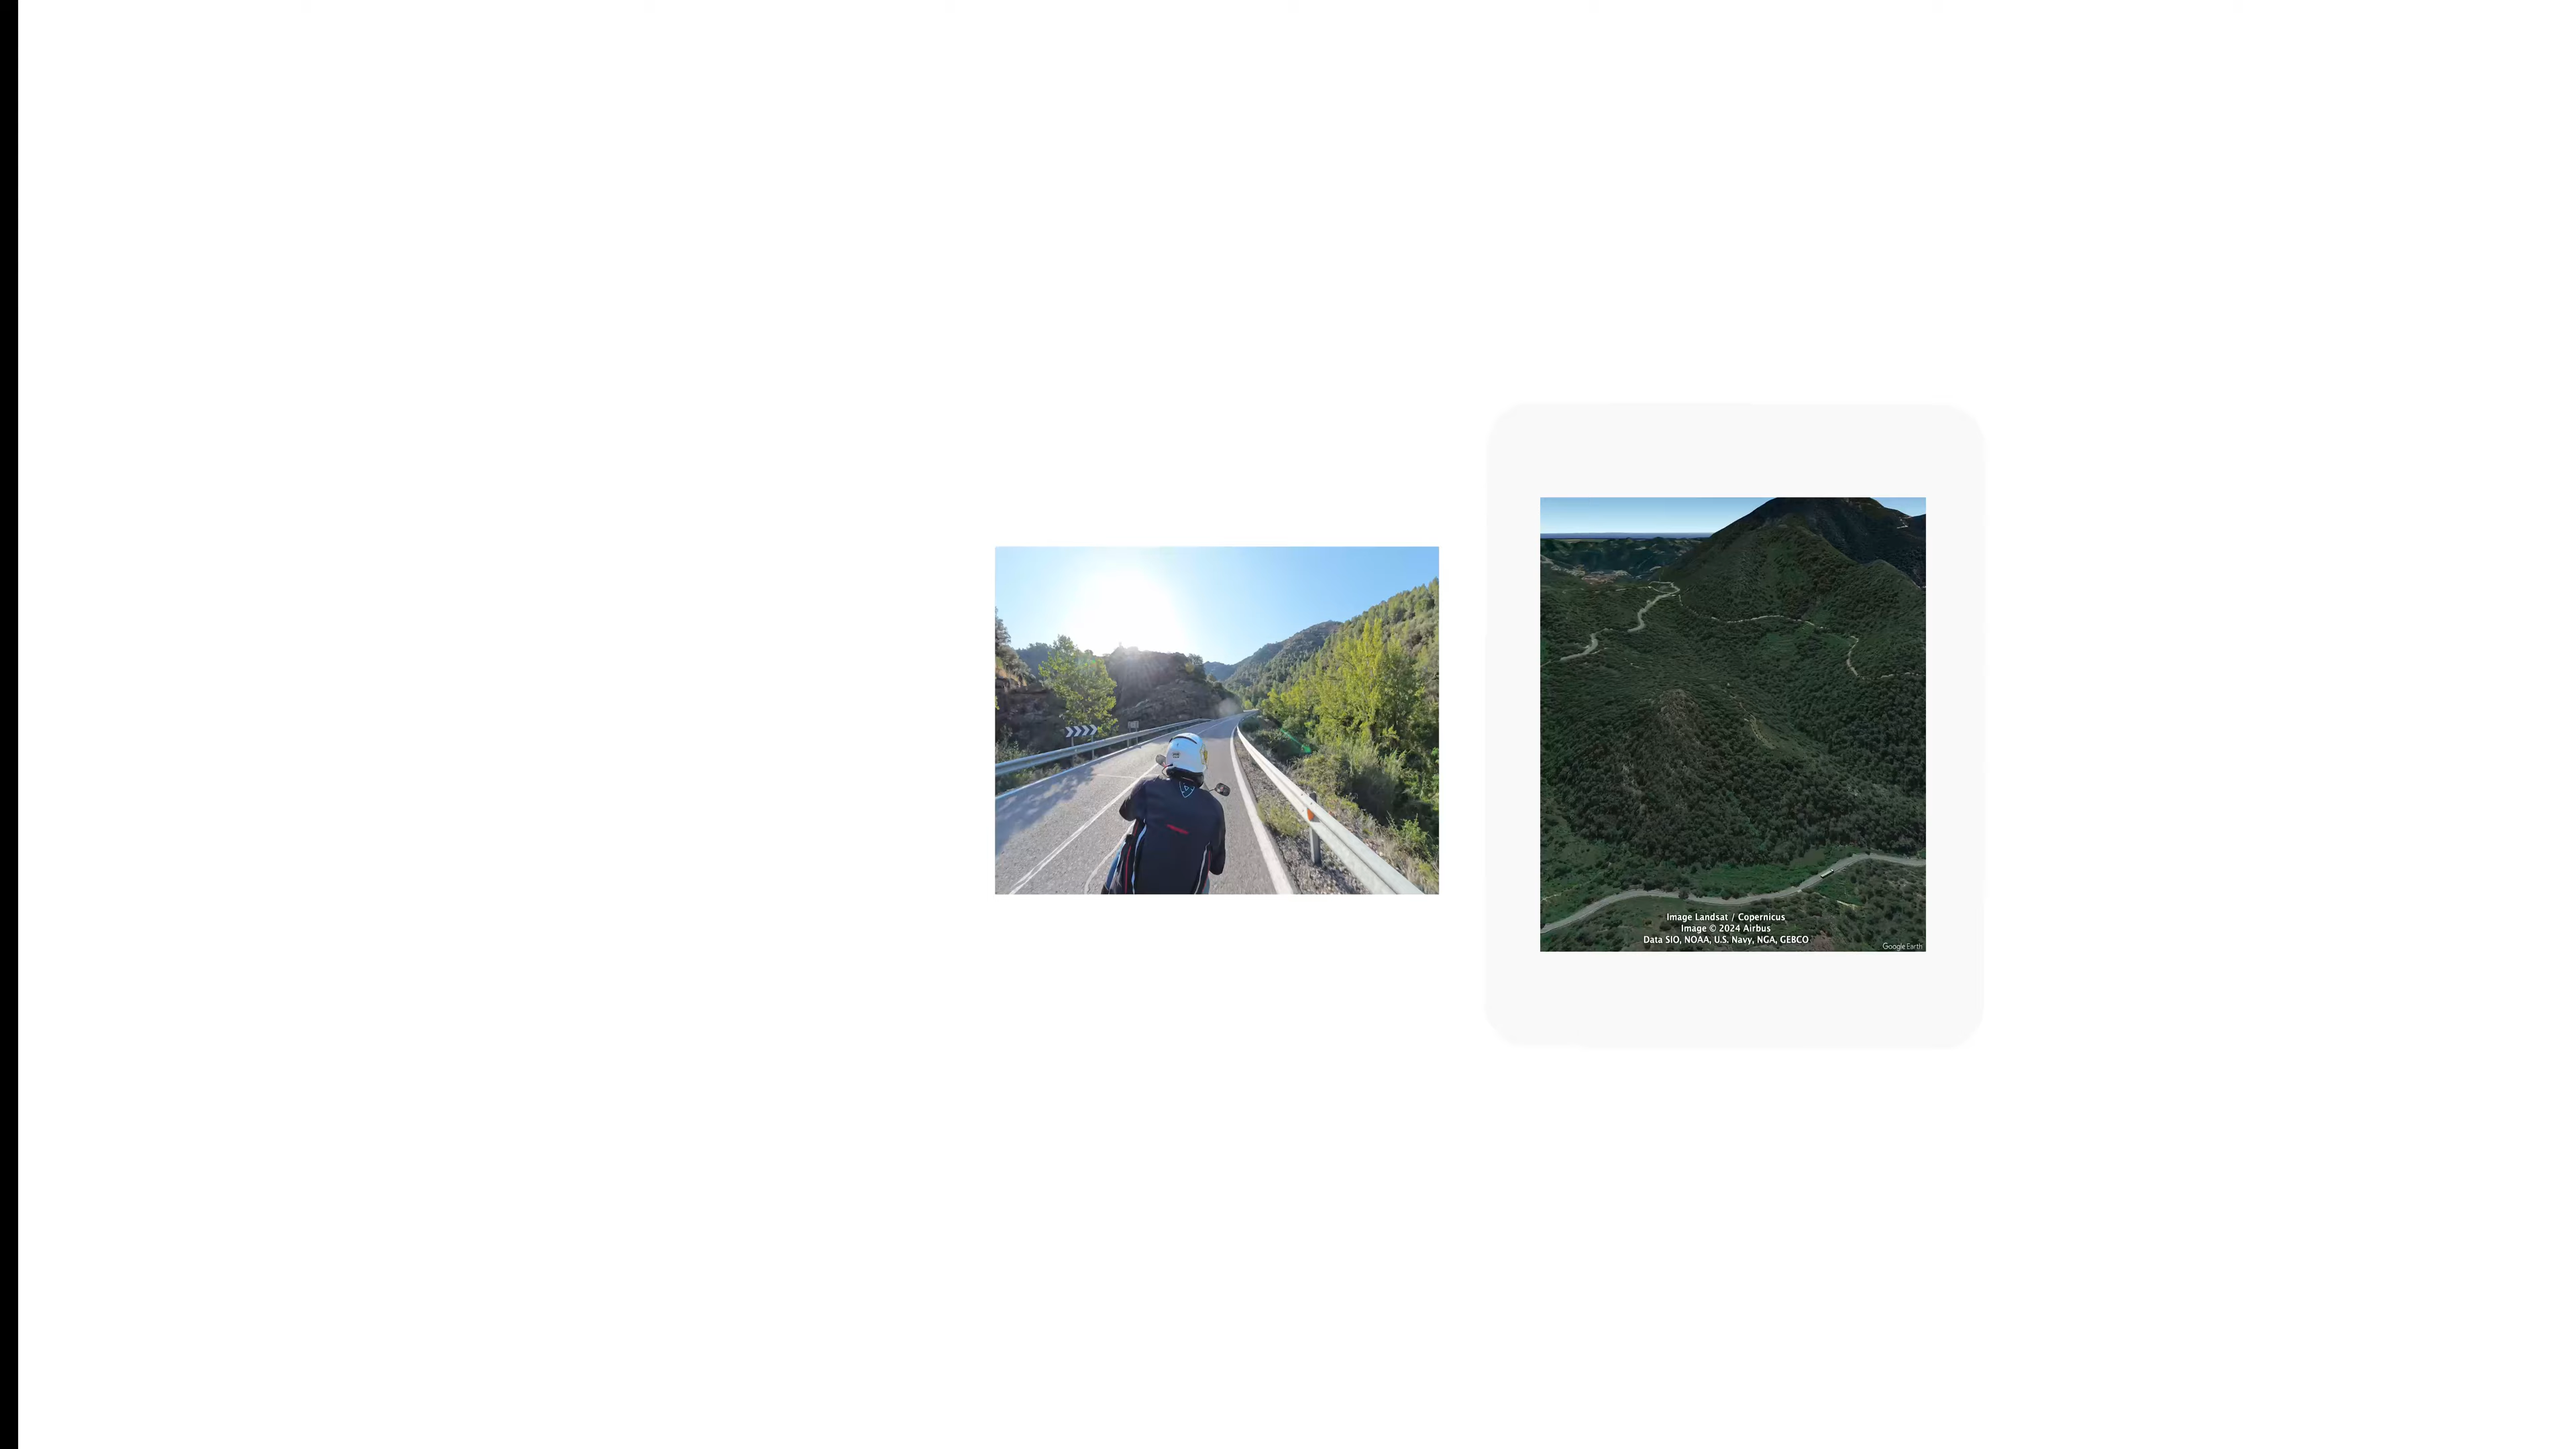 Image Landsat / Copernicus
Image © 2024 Airbus
Data SIO, NOAA, U.S. Navy, NGA, GEBCO
Google Earth